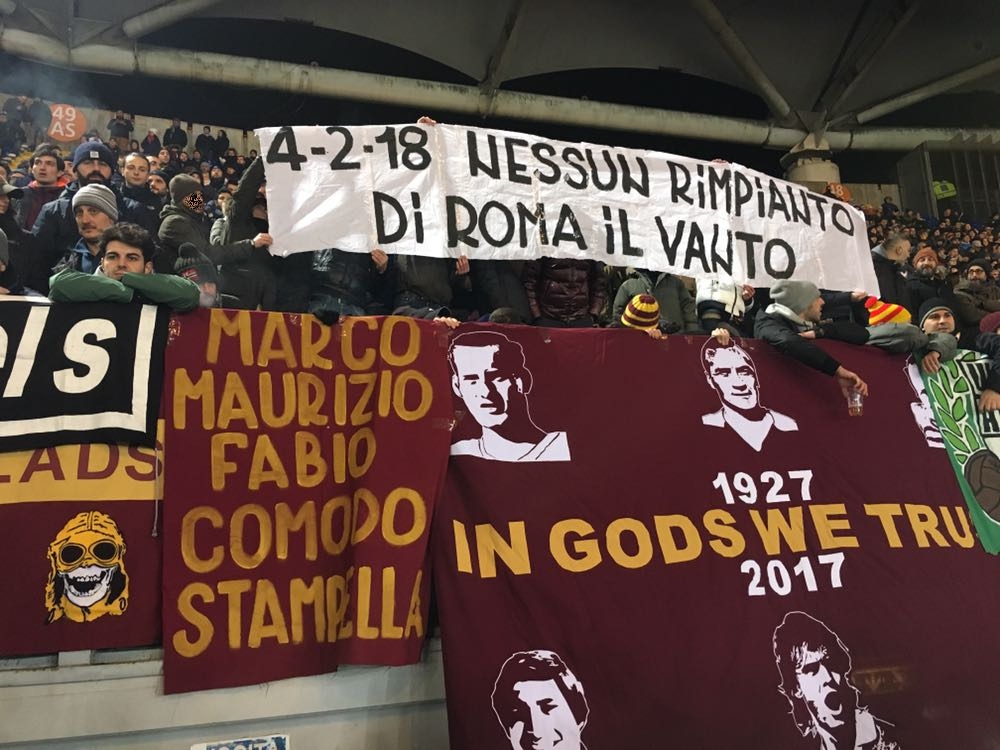 49
AS
4-2-18 NESSUN RIMPIANTO
DI ROMA IL VANTO
18
MARCO
MAURIZIO
FABIO
COMODO
STAMPELLA
1927
IN GODS WE TRU
2017
LADS